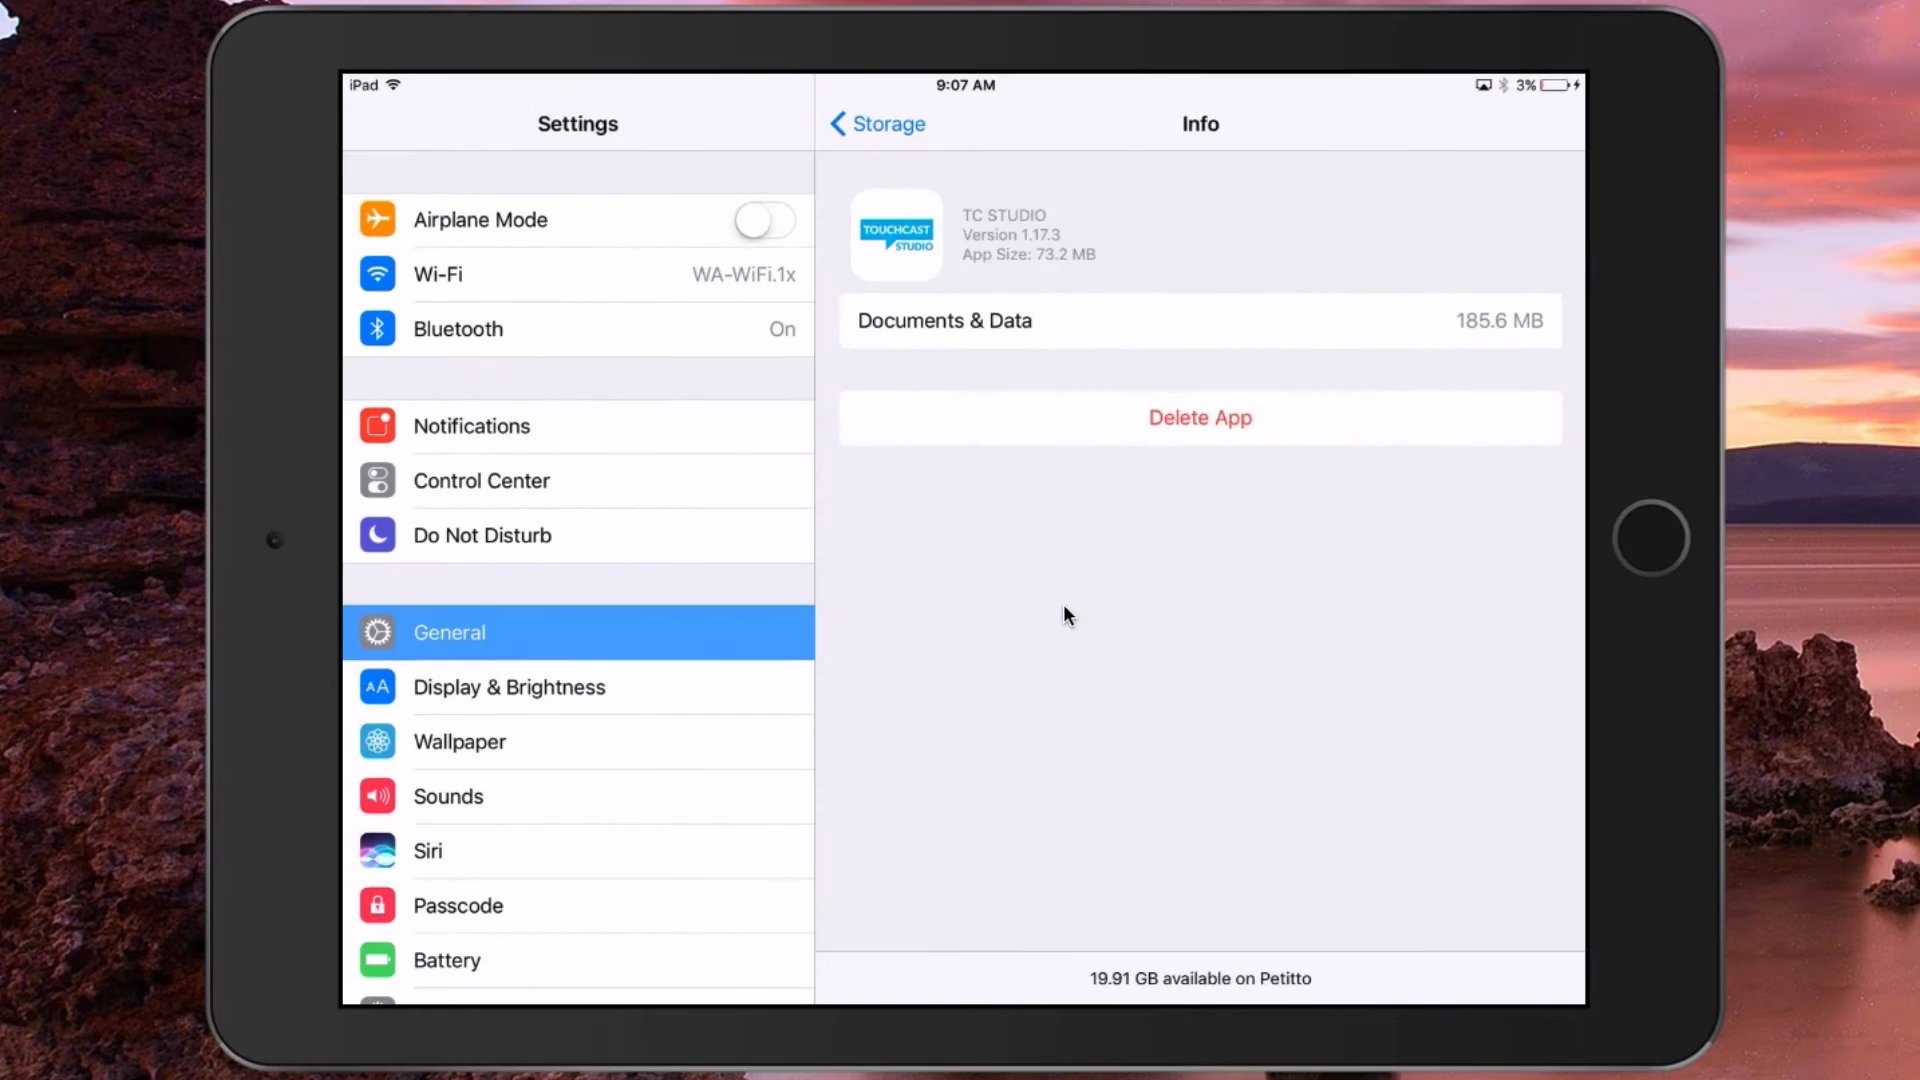 iPad
9:07 AM
3%
Settings
Storage
Info
Airplane Mode
Wi-Fi
WA-WiFi.1x
Bluetooth
On
Notifications
Control Center
Do Not Disturb
General
AA
Display & Brightness
Wallpaper
Sounds
Siri
Passcode
Battery
TOUCHCAST
STUDIO
TC STUDIO
Version 1.17.3
App Size: 73.2 MB
Documents & Data
185.6 MB
Delete App
19.91 GB available on Petitto